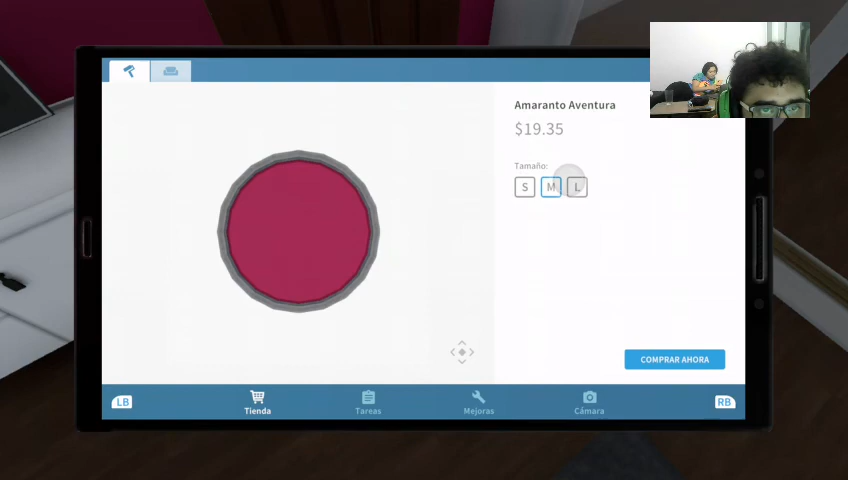 Amaranto Aventura
$19.35
Tamaño:
S M L
COMPRAR AHORA
LB Tienda Tareas Mejoras Cámara RB